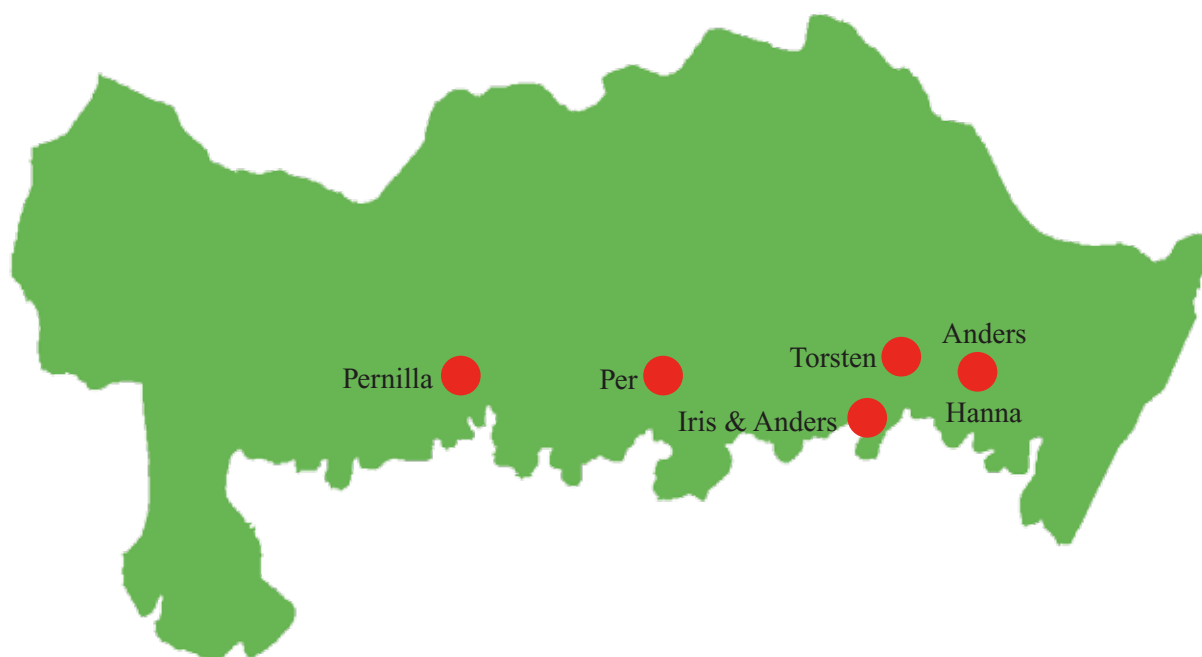 Anders
Torsten
Pernilla
Per
Iris & Anders
Hanna